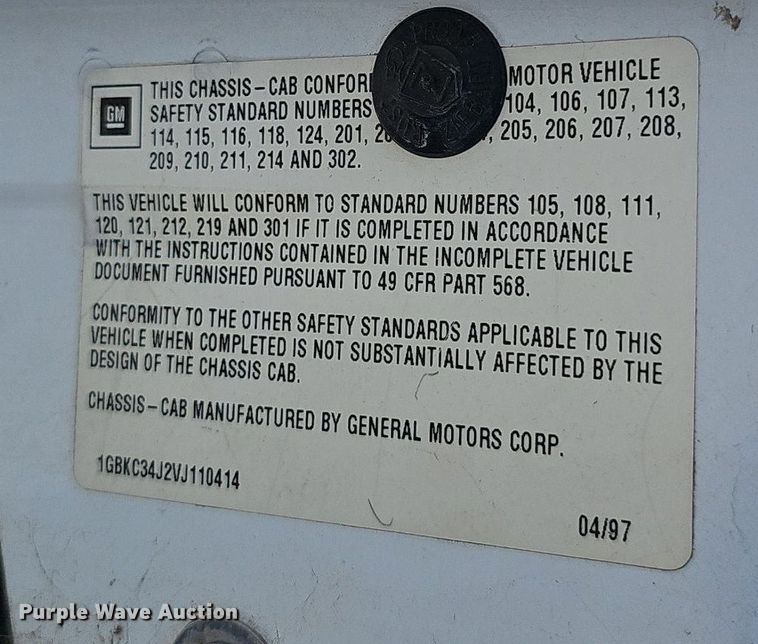 GM
THIS CHASSIS-CAB MOTOR VEHICLE
SAFETY STANDARD NUMBERS 104, 106, 107, 113,
114, 115, 116, 118, 124, 201, 205, 206, 207, 208,
209, 210, 211, 214 AND 302.
THIS VEHICLE WILL CONFORM TO STANDARD NUMBERS 105, 108, 111,
120, 121, 212, 219 AND 301 IF IT IS COMPLETED IN ACCORDANCE
WITH THE INSTRUCTIONS CONTAINED IN THE INCOMPLETE VEHICLE
DOCUMENT FURNISHED PURSUANT TO 49 CFR PART 568.
CONFORMITY TO THE OTHER SAFETY STANDARDS APPLICABLE TO THIS
VEHICLE WHEN COMPLETED IS NOT SUBSTANTIALLY AFFECTED BY THE
DESIGN OF THE CHASSIS CAB.
CHASSIS-CAB MANUFACTURED BY GENERAL MOTORS CORP.
1GBKC34J2VJ110414
04/97
Purple Wave Auction